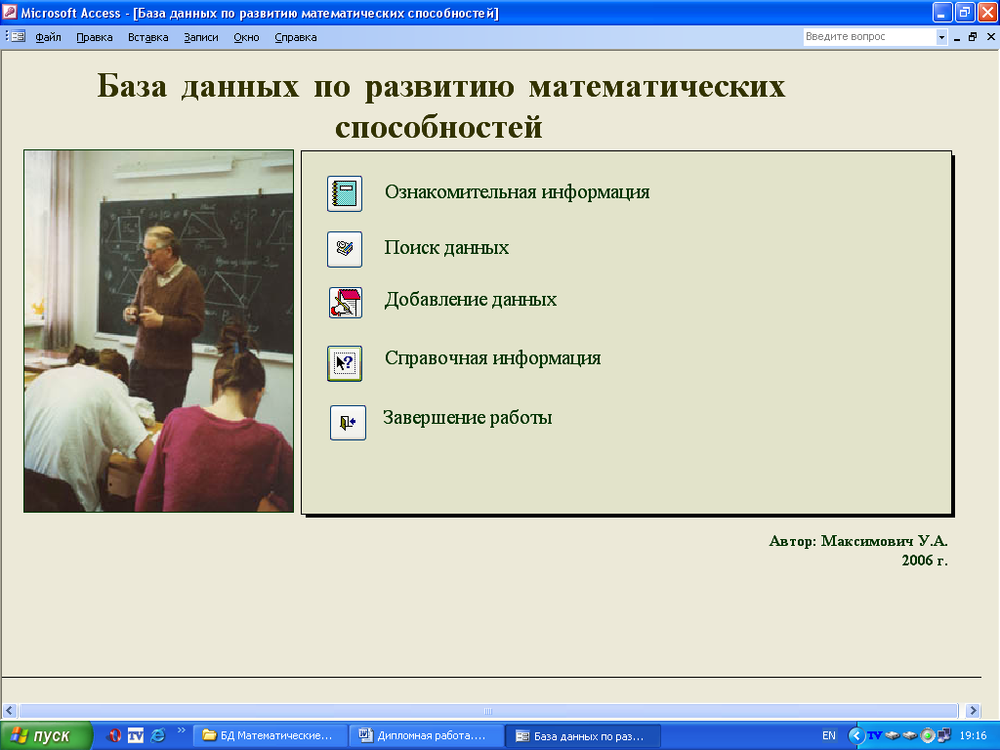 Microsoft Access - [База данных по развитию математических способностей]
Файл Правка Вставка Записи Окно Справка
Введите вопрос
База данных по развитию математических
способностей
Ознакомительная информация
Поиск данных
Добавление данных
Справочная информация
Завершение работы
Автор: Максимович У.А.
2006 г.
пуск
TV
»
БД Математические...
Дипломная работа....
База данных по раз...
EN
TV
19:16